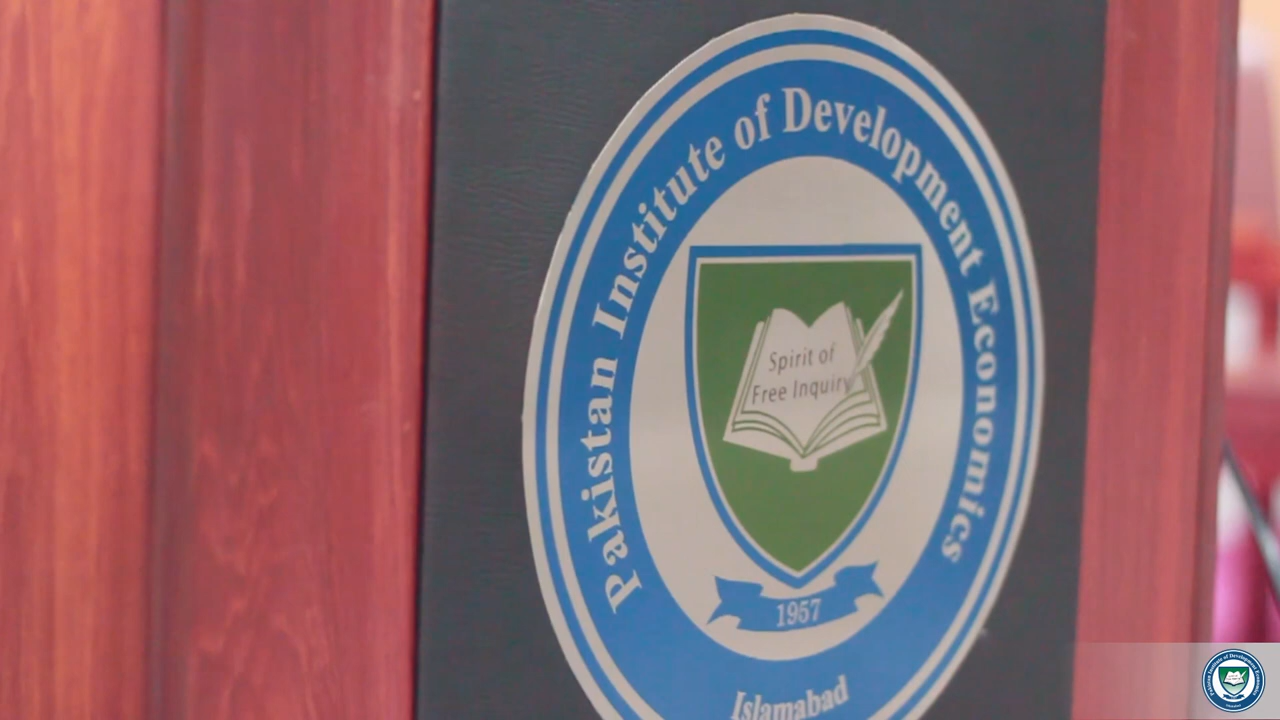 Pakistan Institute of Development Economics
Spirit of
Free Inquiry
1957
Islamabad